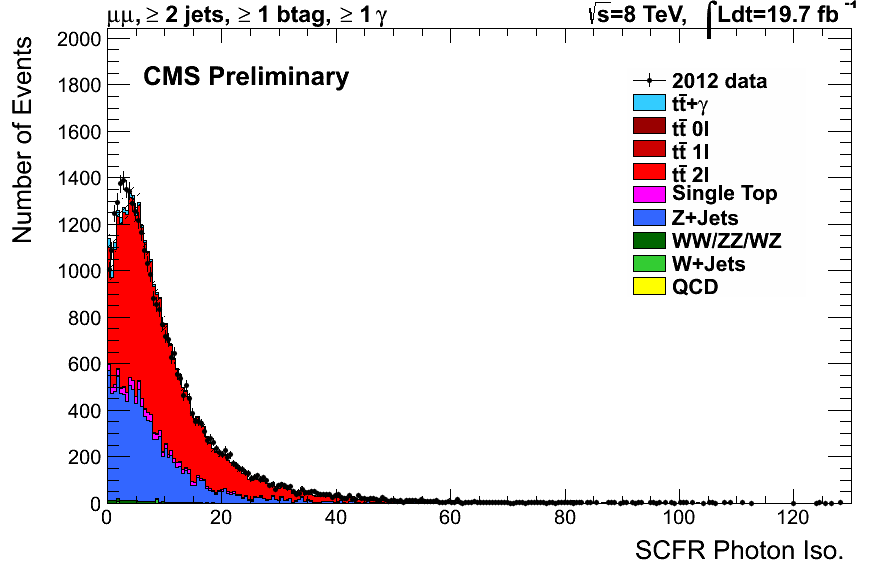 μμ, ≥ 2 jets, ≥ 1 btag, ≥ 1 γ
√s=8 TeV, ∫Ldt=19.7 fb⁻¹
CMS Preliminary
2012 data
tt̄+γ
tt̄ 0l
tt̄ 1l
tt̄ 2l
Single Top
Z+Jets
WW/ZZ/WZ
W+Jets
QCD
Number of Events
2000
1800
1600
1400
1200
1000
800
600
400
200
0
0 20 40 60 80 100 120
SCFR Photon Iso.